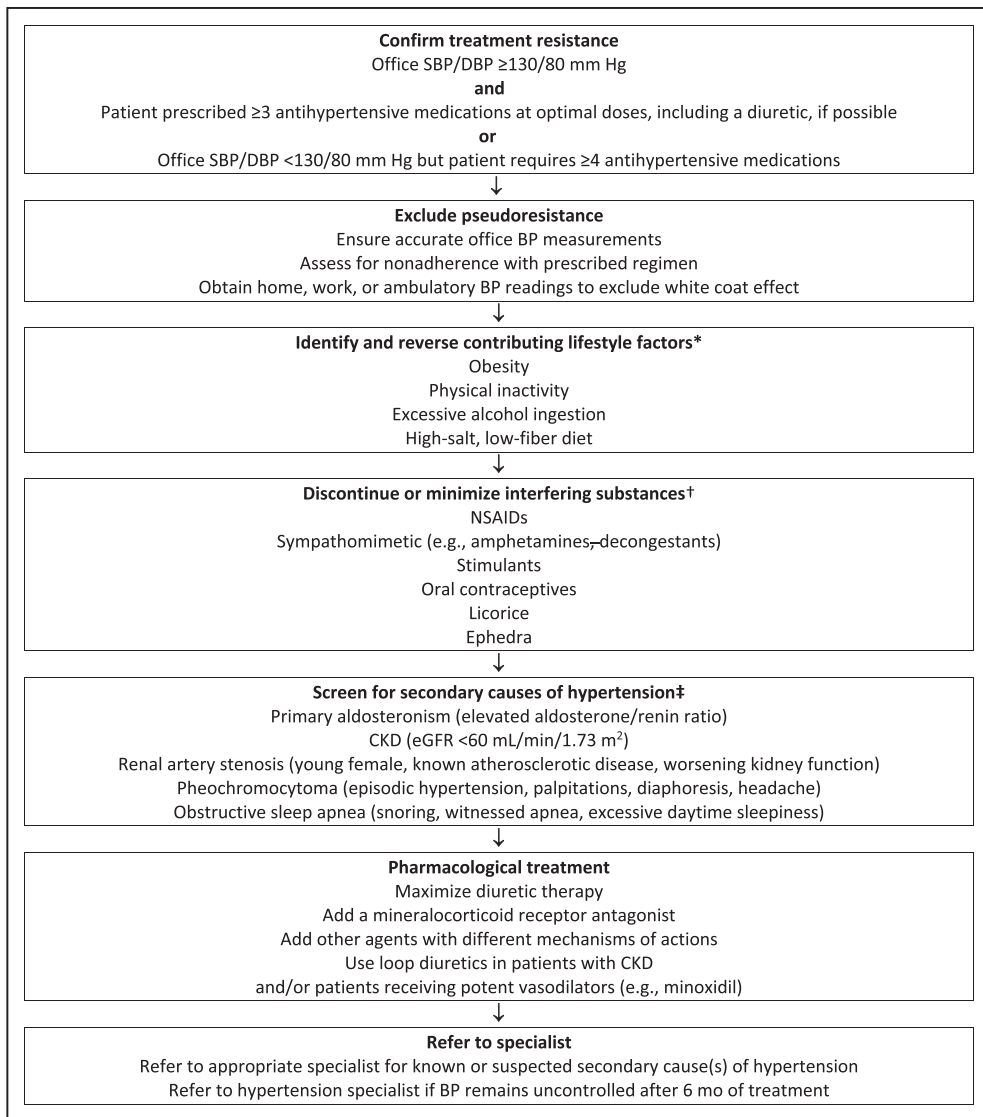 Confirm treatment resistance
Office SBP/DBP ≥130/80 mm Hg
and
Patient prescribed ≥3 antihypertensive medications at optimal doses, including a diuretic, if possible
or
Office SBP/DBP <130/80 mm Hg but patient requires ≥4 antihypertensive medications
↓
Exclude pseudoresistance
Ensure accurate office BP measurements
Assess for nonadherence with prescribed regimen
Obtain home, work, or ambulatory BP readings to exclude white coat effect
↓
Identify and reverse contributing lifestyle factors*
Obesity
Physical inactivity
Excessive alcohol ingestion
High-salt, low-fiber diet
↓
Discontinue or minimize interfering substances†
NSAIDs
Sympathomimetic (e.g., amphetamines, decongestants)
Stimulants
Oral contraceptives
Licorice
Ephedra
↓
Screen for secondary causes of hypertension‡
Primary aldosteronism (elevated aldosterone/renin ratio)
CKD (eGFR <60 mL/min/1.73 m²)
Renal artery stenosis (young female, known atherosclerotic disease, worsening kidney function)
Pheochromocytoma (episodic hypertension, palpitations, diaphoresis, headache)
Obstructive sleep apnea (snoring, witnessed apnea, excessive daytime sleepiness)
↓
Pharmacological treatment
Maximize diuretic therapy
Add a mineralocorticoid receptor antagonist
Add other agents with different mechanisms of actions
Use loop diuretics in patients with CKD
and/or patients receiving potent vasodilators (e.g., minoxidil)
↓
Refer to specialist
Refer to appropriate specialist for known or suspected secondary cause(s) of hypertension
Refer to hypertension specialist if BP remains uncontrolled after 6 mo of treatment